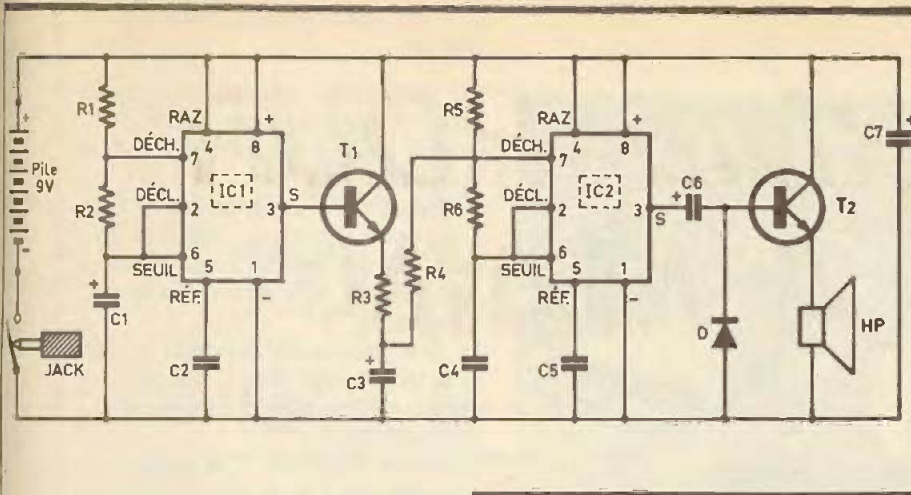 Pile
9V
+
-
JACK
R1
R2
+
C1
RAZ
4
8
+
DÉCH.
7
DÉCL.
2
IC1
3
S
6
SEUIL
5
1
RÉF.
-
C2
T1
R3
R4
+
C3
R5
R6
C4
RAZ
4
8
+
DÉCH.
7
DÉCL.
2
IC2
3
S
6
SEUIL
5
1
RÉF.
-
C5
+
C6
D
T2
HP
C7
+